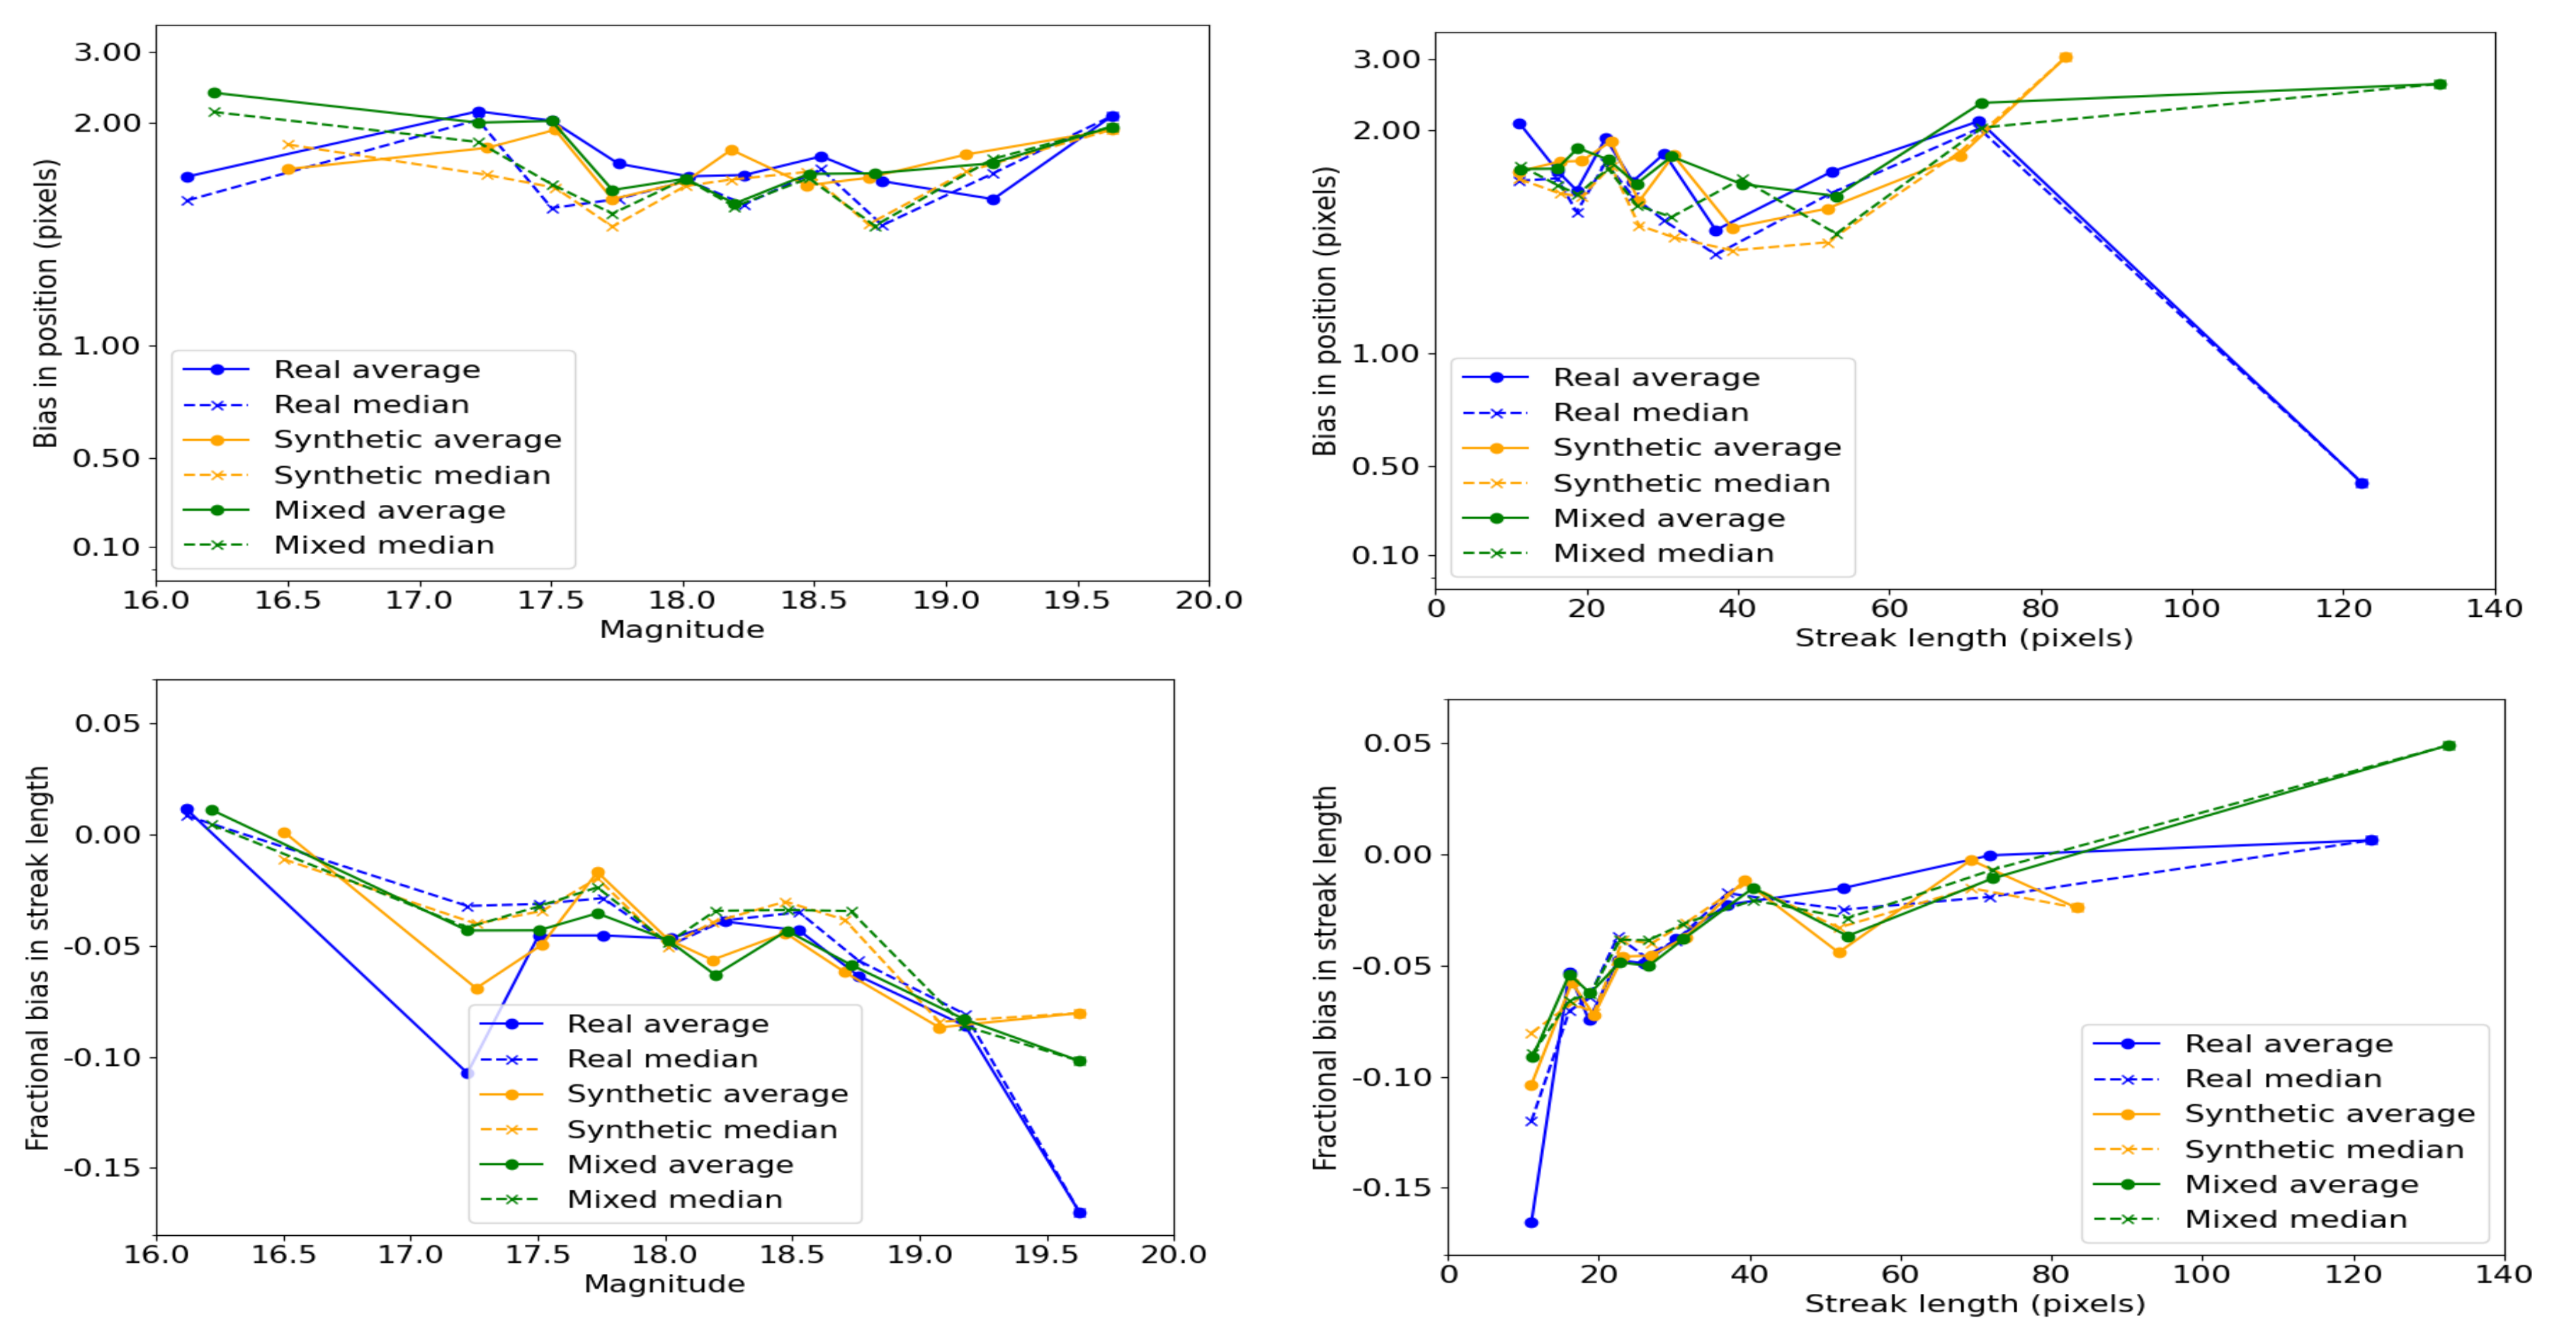 Bias in position (pixels)
3.00
2.00
1.00
0.50
0.10
Real average
Real median
Synthetic average
Synthetic median
Mixed average
Mixed median
16.0 16.5 17.0 17.5 18.0 18.5 19.0 19.5 20.0
Magnitude
Bias in position (pixels)
3.00
2.00
1.00
0.50
0.10
Real average
Real median
Synthetic average
Synthetic median
Mixed average
Mixed median
0 20 40 60 80 100 120 140
Streak length (pixels)
Fractional bias in streak length
0.05
0.00
-0.05
-0.10
-0.15
Real average
Real median
Synthetic average
Synthetic median
Mixed average
Mixed median
16.0 16.5 17.0 17.5 18.0 18.5 19.0 19.5 20.0
Magnitude
Fractional bias in streak length
0.05
0.00
-0.05
-0.10
-0.15
Real average
Real median
Synthetic average
Synthetic median
Mixed average
Mixed median
0 20 40 60 80 100 120 140
Streak length (pixels)